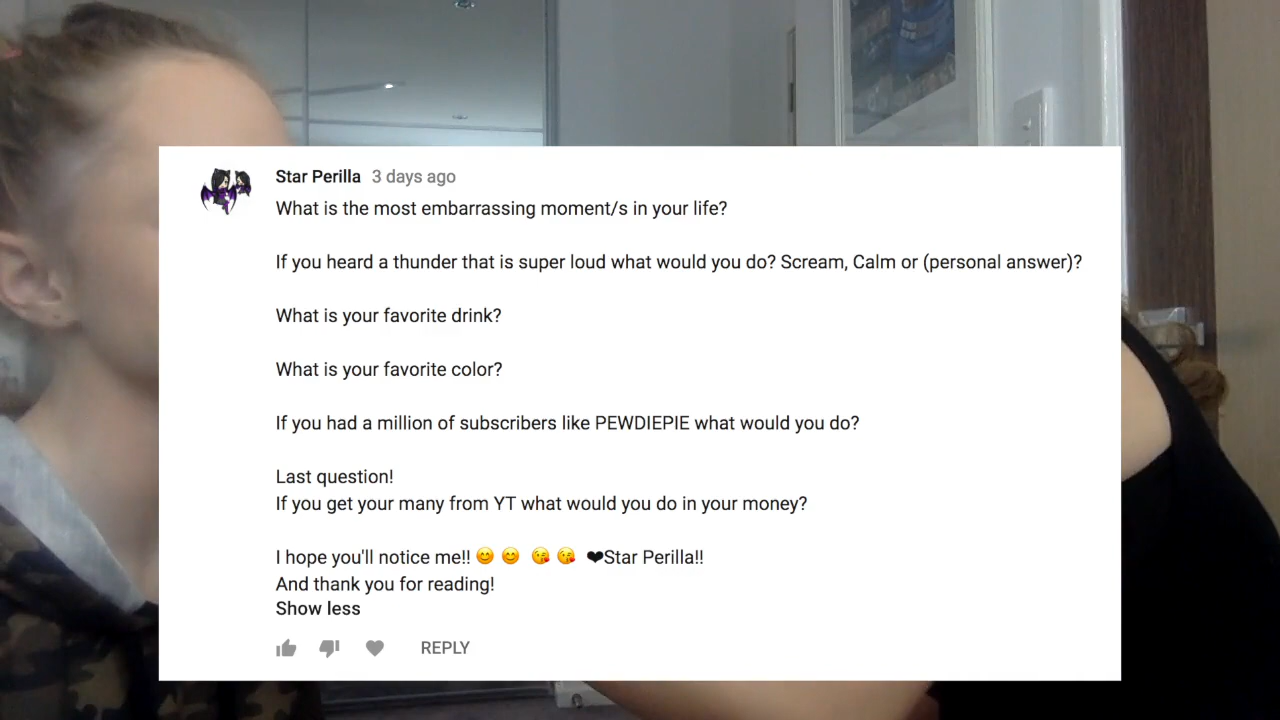 Star Perilla 3 days ago
What is the most embarrassing moment/s in your life?
If you heard a thunder that is super loud what would you do? Scream, Calm or (personal answer)?
What is your favorite drink?
What is your favorite color?
If you had a million of subscribers like PEWDIEPIE what would you do?
Last question!
If you get your many from YT what would you do in your money?
I hope you'll notice me!! 😊 😊 😘 😘 ❤Star Perilla!!
And thank you for reading!
Show less
REPLY